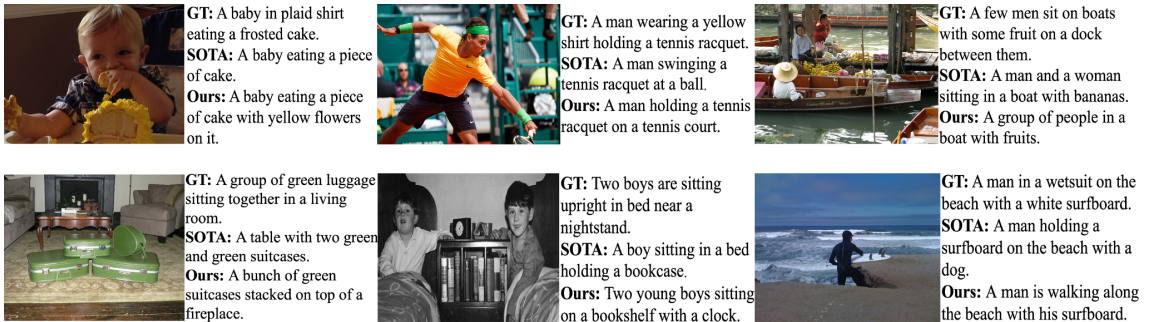 GT: A baby in plaid shirt
eating a frosted cake.
SOTA: A baby eating a piece
of cake.
Ours: A baby eating a piece
of cake with yellow flowers
on it.
GT: A man wearing a yellow
shirt holding a tennis racquet.
SOTA: A man swinging a
tennis racquet at a ball.
Ours: A man holding a tennis
racquet on a tennis court.
GT: A few men sit on boats
with some fruit on a dock
between them.
SOTA: A man and a woman
sitting in a boat with bananas.
Ours: A group of people in a
boat with fruits.
GT: A group of green luggage
sitting together in a living
room.
SOTA: A table with two green
and green suitcases.
Ours: A bunch of green
suitcases stacked on top of a
fireplace.
GT: Two boys are sitting
upright in bed near a
nightstand.
SOTA: A boy sitting in a bed
holding a bookcase.
Ours: Two young boys sitting
on a bookshelf with a clock.
GT: A man in a wetsuit on the
beach with a white surfboard.
SOTA: A man holding a
surfboard on the beach with a
dog.
Ours: A man is walking along
the beach with his surfboard.